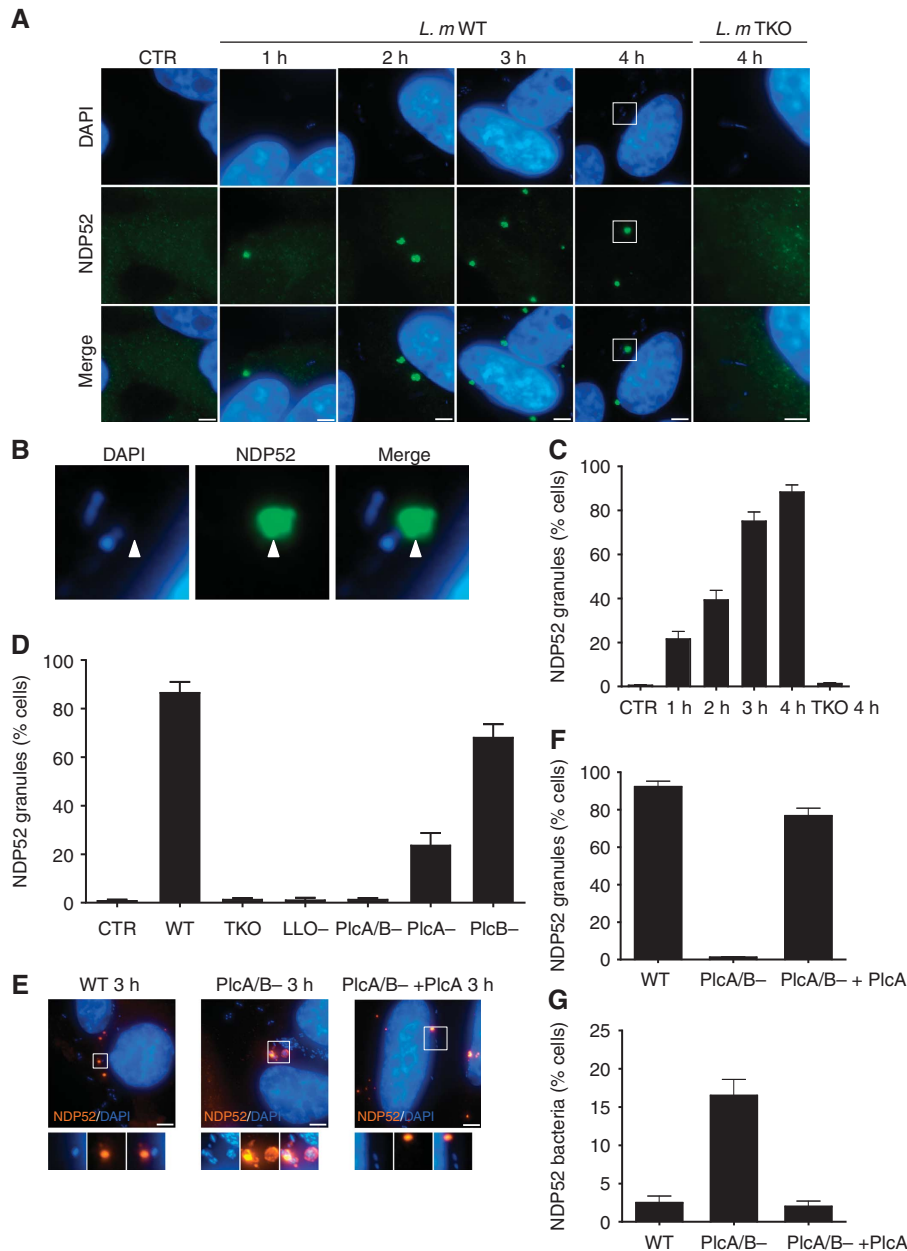 A
L. m WT
L. m TKO
CTR
1 h
2 h
3 h
4 h
4 h
DAPI
NDP52
Merge
B
DAPI
NDP52
Merge
C
NDP52 granules (% cells)
100
80
60
40
20
0
CTR 1 h 2 h 3 h 4 h TKO 4 h
D
NDP52 granules (% cells)
100
80
60
40
20
0
CTR WT TKO LLO– PlcA/B– PlcA– PlcB–
E
WT 3 h
PlcA/B– 3 h
PlcA/B– +PlcA 3 h
NDP52/DAPI
NDP52/DAPI
NDP52/DAPI
F
NDP52 granules (% cells)
100
80
60
40
20
0
WT PlcA/B– PlcA/B– + PlcA
G
NDP52 bacteria (% cells)
25
20
15
10
5
0
WT PlcA/B– PlcA/B– +PlcA